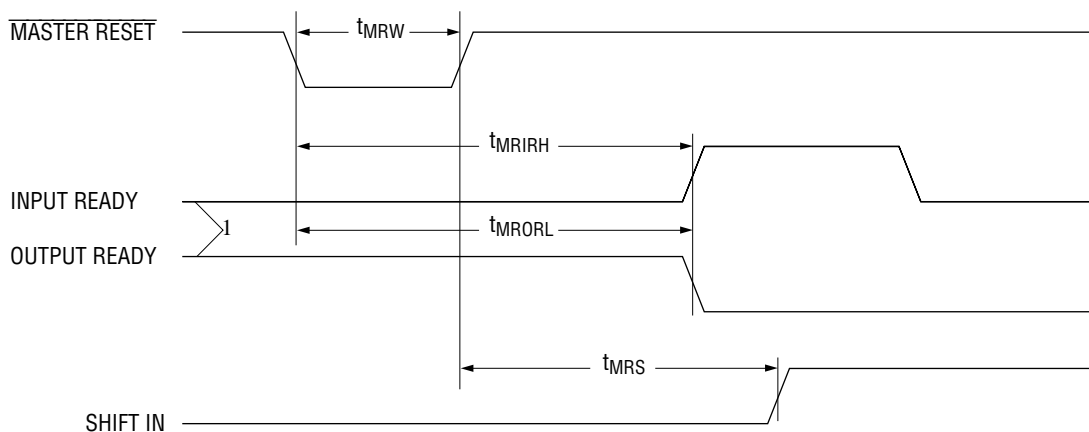 MASTER RESET
tMRW
tMRIRH
INPUT READY
1
tMRORL
OUTPUT READY
tMRS
SHIFT IN